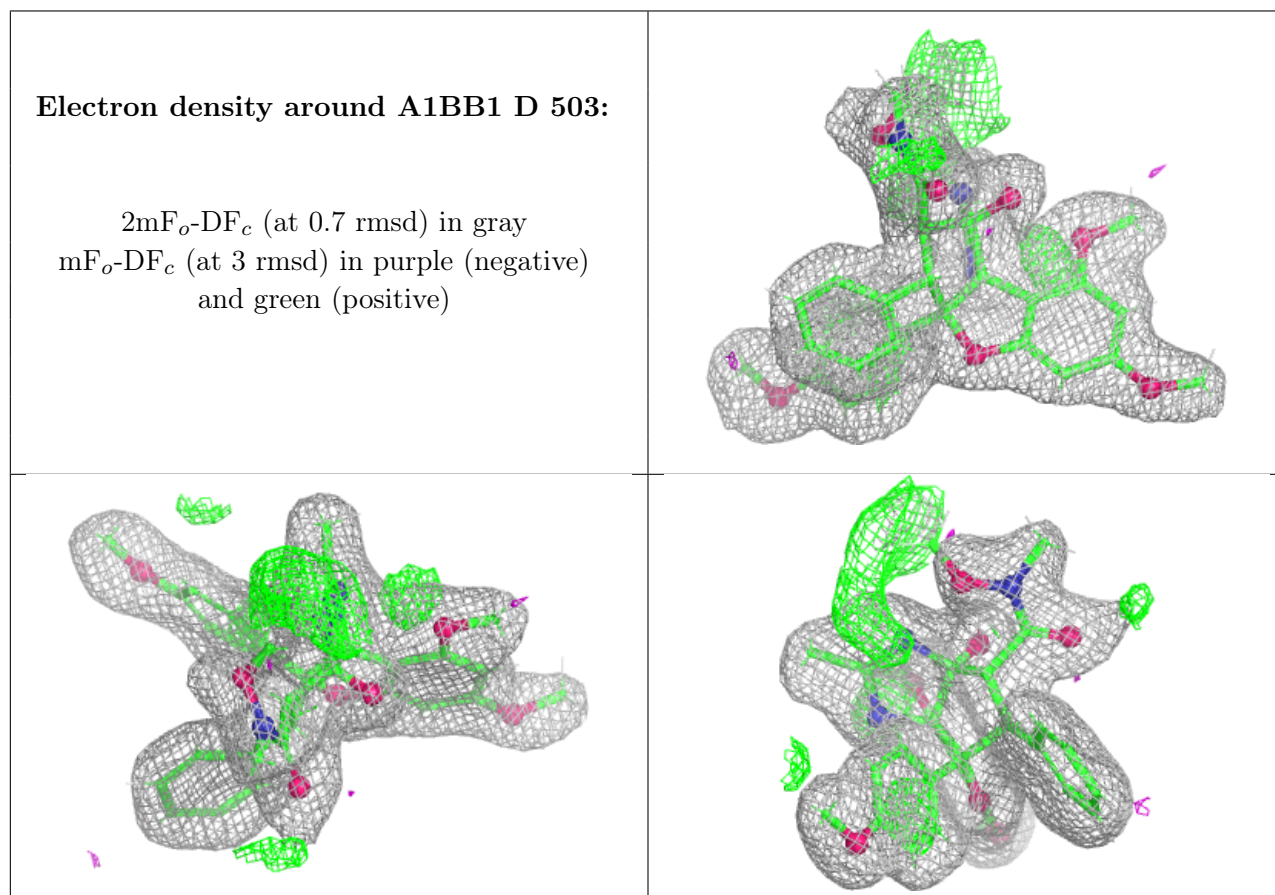 Electron density around A1BB1 D 503:
2mFₒ-DF𝑐 (at 0.7 rmsd) in gray
mFₒ-DF𝑐 (at 3 rmsd) in purple (negative)
and green (positive)